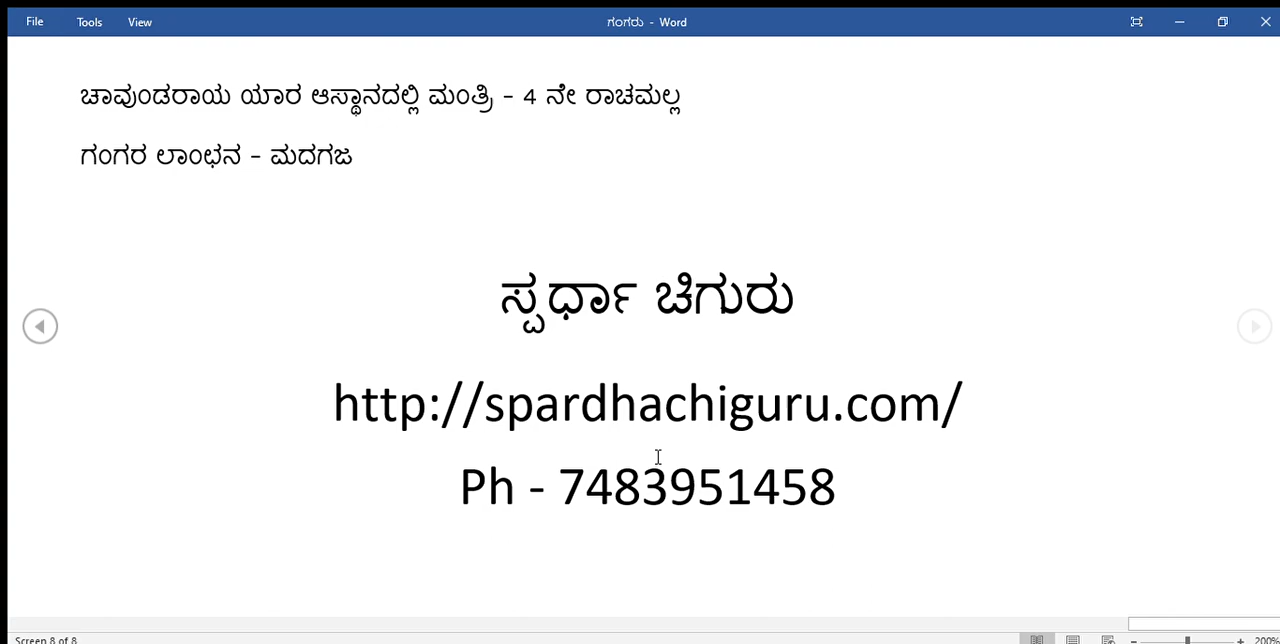 File Tools View ಗಂಗರು - Word
ಚಾವುಂಡರಾಯ ಯಾರ ಆಸ್ಥಾನದಲ್ಲಿ ಮಂತ್ರಿ - 4 ನೇ ರಾಚಮಲ್ಲ
ಗಂಗರ ಲಾಂಛನ - ಮದಗಜ
ಸ್ಪರ್ಧಾ ಚಿಗುರು
http://spardhachiguru.com/
Ph - 7483951458
Screen 8 of 8 200%